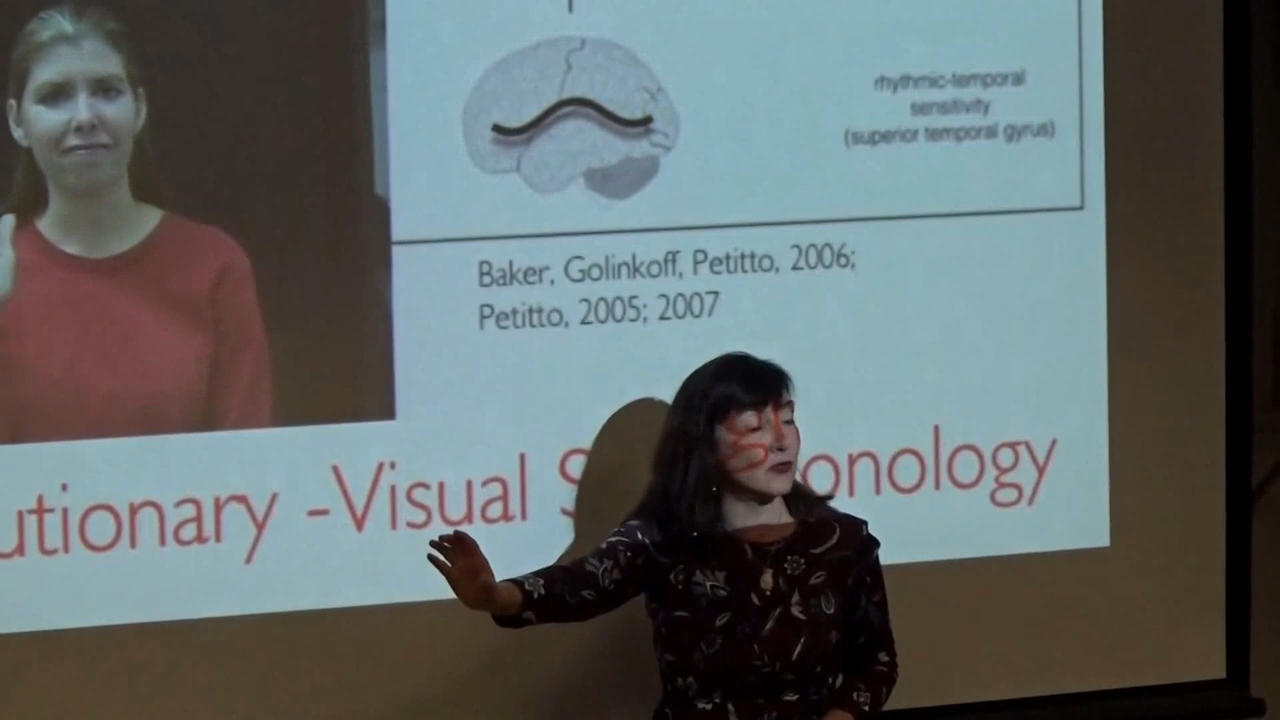 rhythmic-temporal
sensitivity
(superior temporal gyrus)
Baker, Golinkoff, Petitto, 2006;
Petitto, 2005; 2007
utionary -Visual S onology